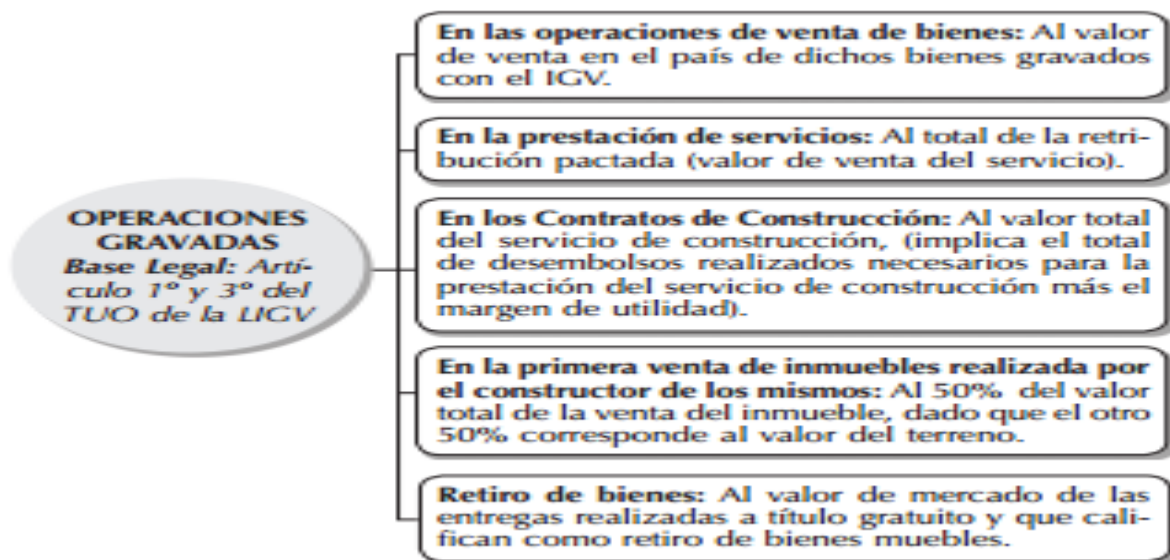 OPERACIONES
GRAVADAS
Base Legal: Artí-
culo 1º y 3º del
TUO de la LIGV
En las operaciones de venta de bienes: Al valor
de venta en el país de dichos bienes gravados
con el IGV.
En la prestación de servicios: Al total de la retri-
bución pactada (valor de venta del servicio).
En los Contratos de Construcción: Al valor total
del servicio de construcción, (implica el total
de desembolsos realizados necesarios para la
prestación del servicio de construcción más el
margen de utilidad).
En la primera venta de inmuebles realizada por
el constructor de los mismos: Al 50% del valor
total de la venta del inmueble, dado que el otro
50% corresponde al valor del terreno.
Retiro de bienes: Al valor de mercado de las
entregas realizadas a título gratuito y que cali-
fican como retiro de bienes muebles.